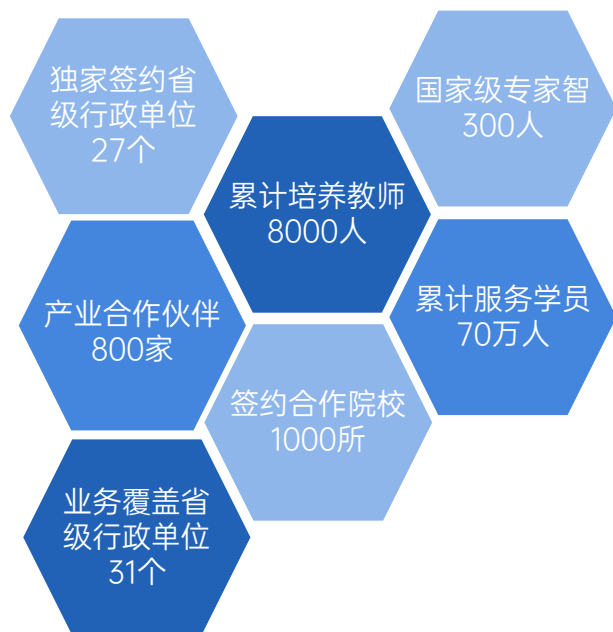 独家签约省
级行政单位
27个
国家级专家智
300人
累计培养教师
8000人
产业合作伙伴
800家
累计服务学员
70万人
签约合作院校
1000所
业务覆盖省
级行政单位
31个